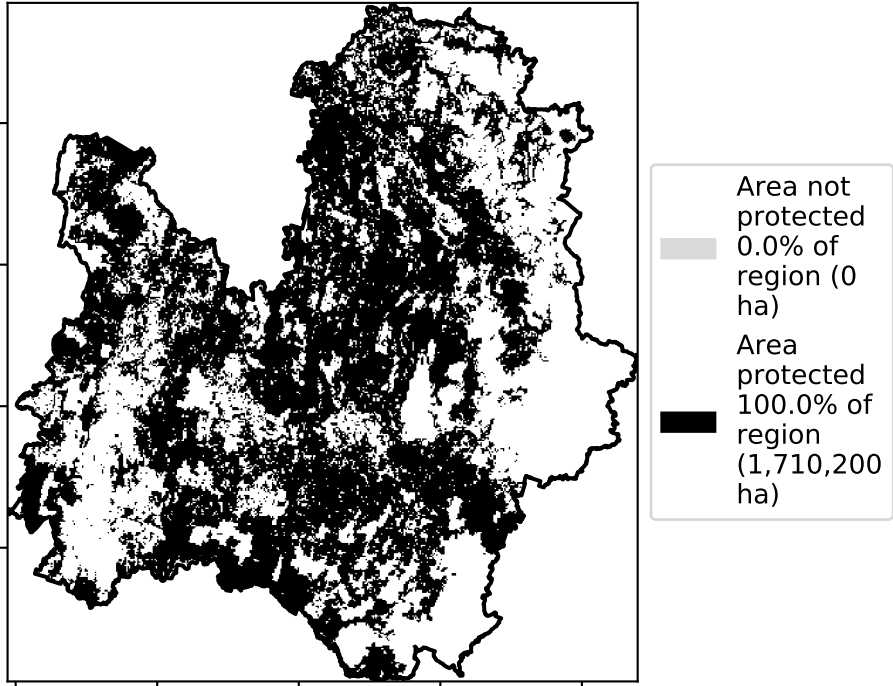 Area not
protected
0.0% of
region (0
ha)
Area
protected
100.0% of
region
(1,710,200
ha)